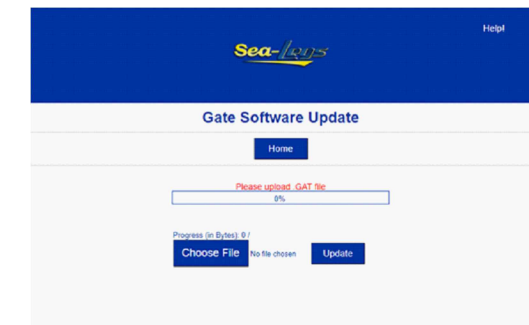 Help!
Sea-Legs
Gate Software Update
Home
Please upload .GAT file
0%
Progress (in Bytes): 0 /
Choose File No file chosen Update